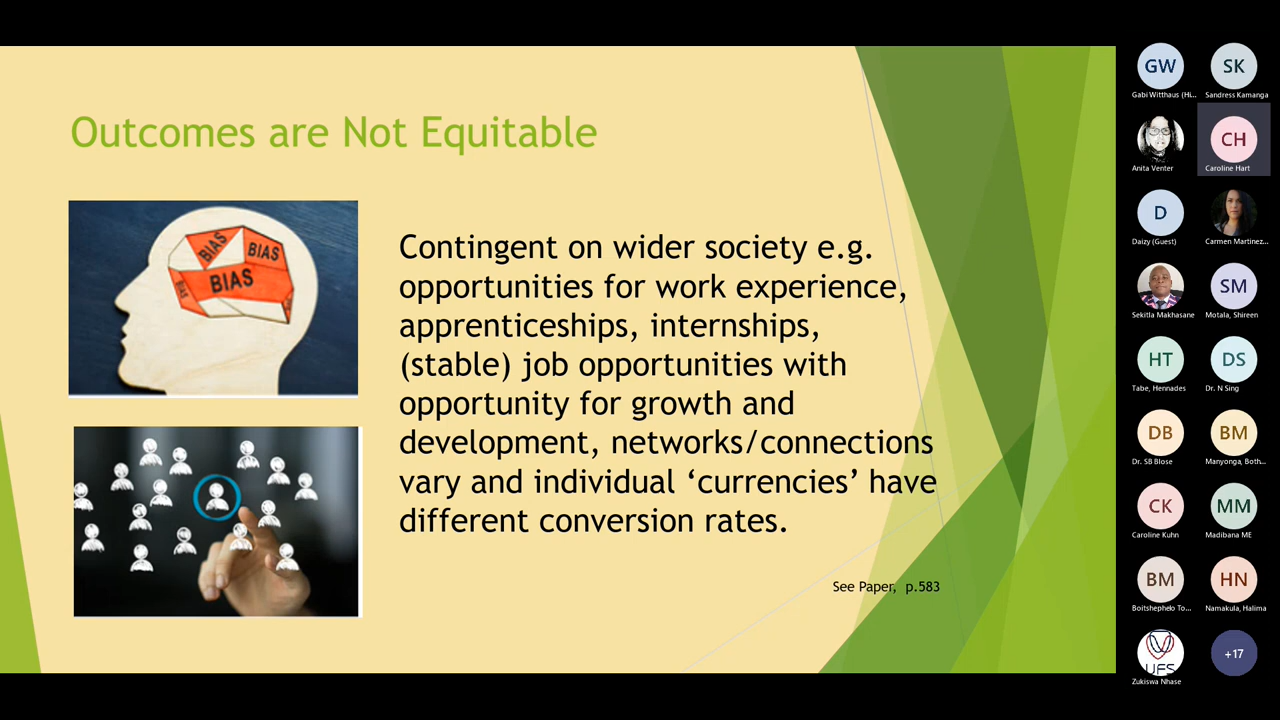 Outcomes are Not Equitable
BIAS
BIAS
BIAS
BIAS
Contingent on wider society e.g.
opportunities for work experience,
apprenticeships, internships,
(stable) job opportunities with
opportunity for growth and
development, networks/connections
vary and individual ‘currencies’ have
different conversion rates.
See Paper, p.583
GW
Gabi Witthaus (Hi...
SK
Sandress Kamanga
Anita Venter
CH
Caroline Hart
D
Daizy (Guest)
Carmen Martinez...
Sekitla Makhasane
SM
Motala, Shireen
HT
Tabe, Hennades
DS
Dr. N Sing
DB
Dr. SB Blose
BM
Manyonga, Both...
CK
Caroline Kuhn
MM
Madibana ME
BM
Boitshephelo To...
HN
Namakula, Halima
UFS
Zukiswa Nhase
+17